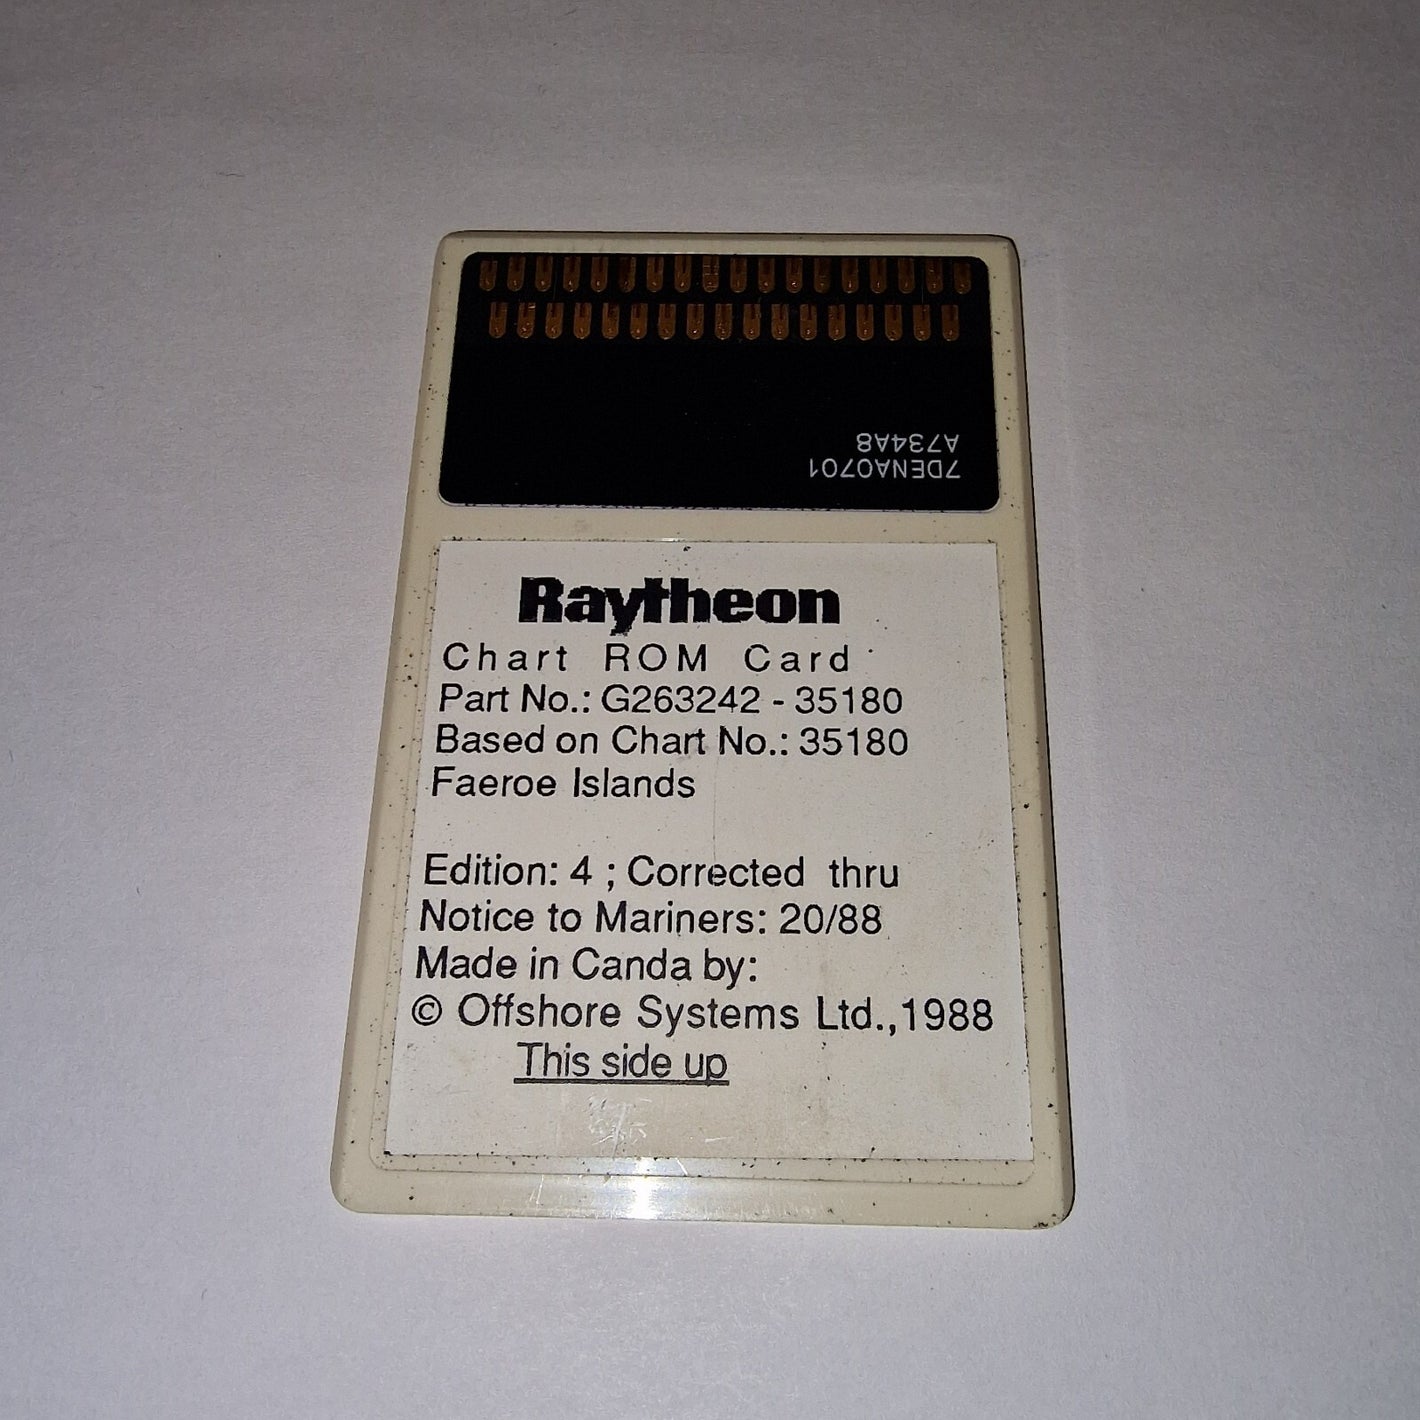 7DENA0701
A734A8
Raytheon
Chart ROM Card
Part No.: G263242 - 35180
Based on Chart No.: 35180
Faeroe Islands
Edition: 4 ; Corrected thru
Notice to Mariners: 20/88
Made in Canda by:
© Offshore Systems Ltd.,1988
This side up